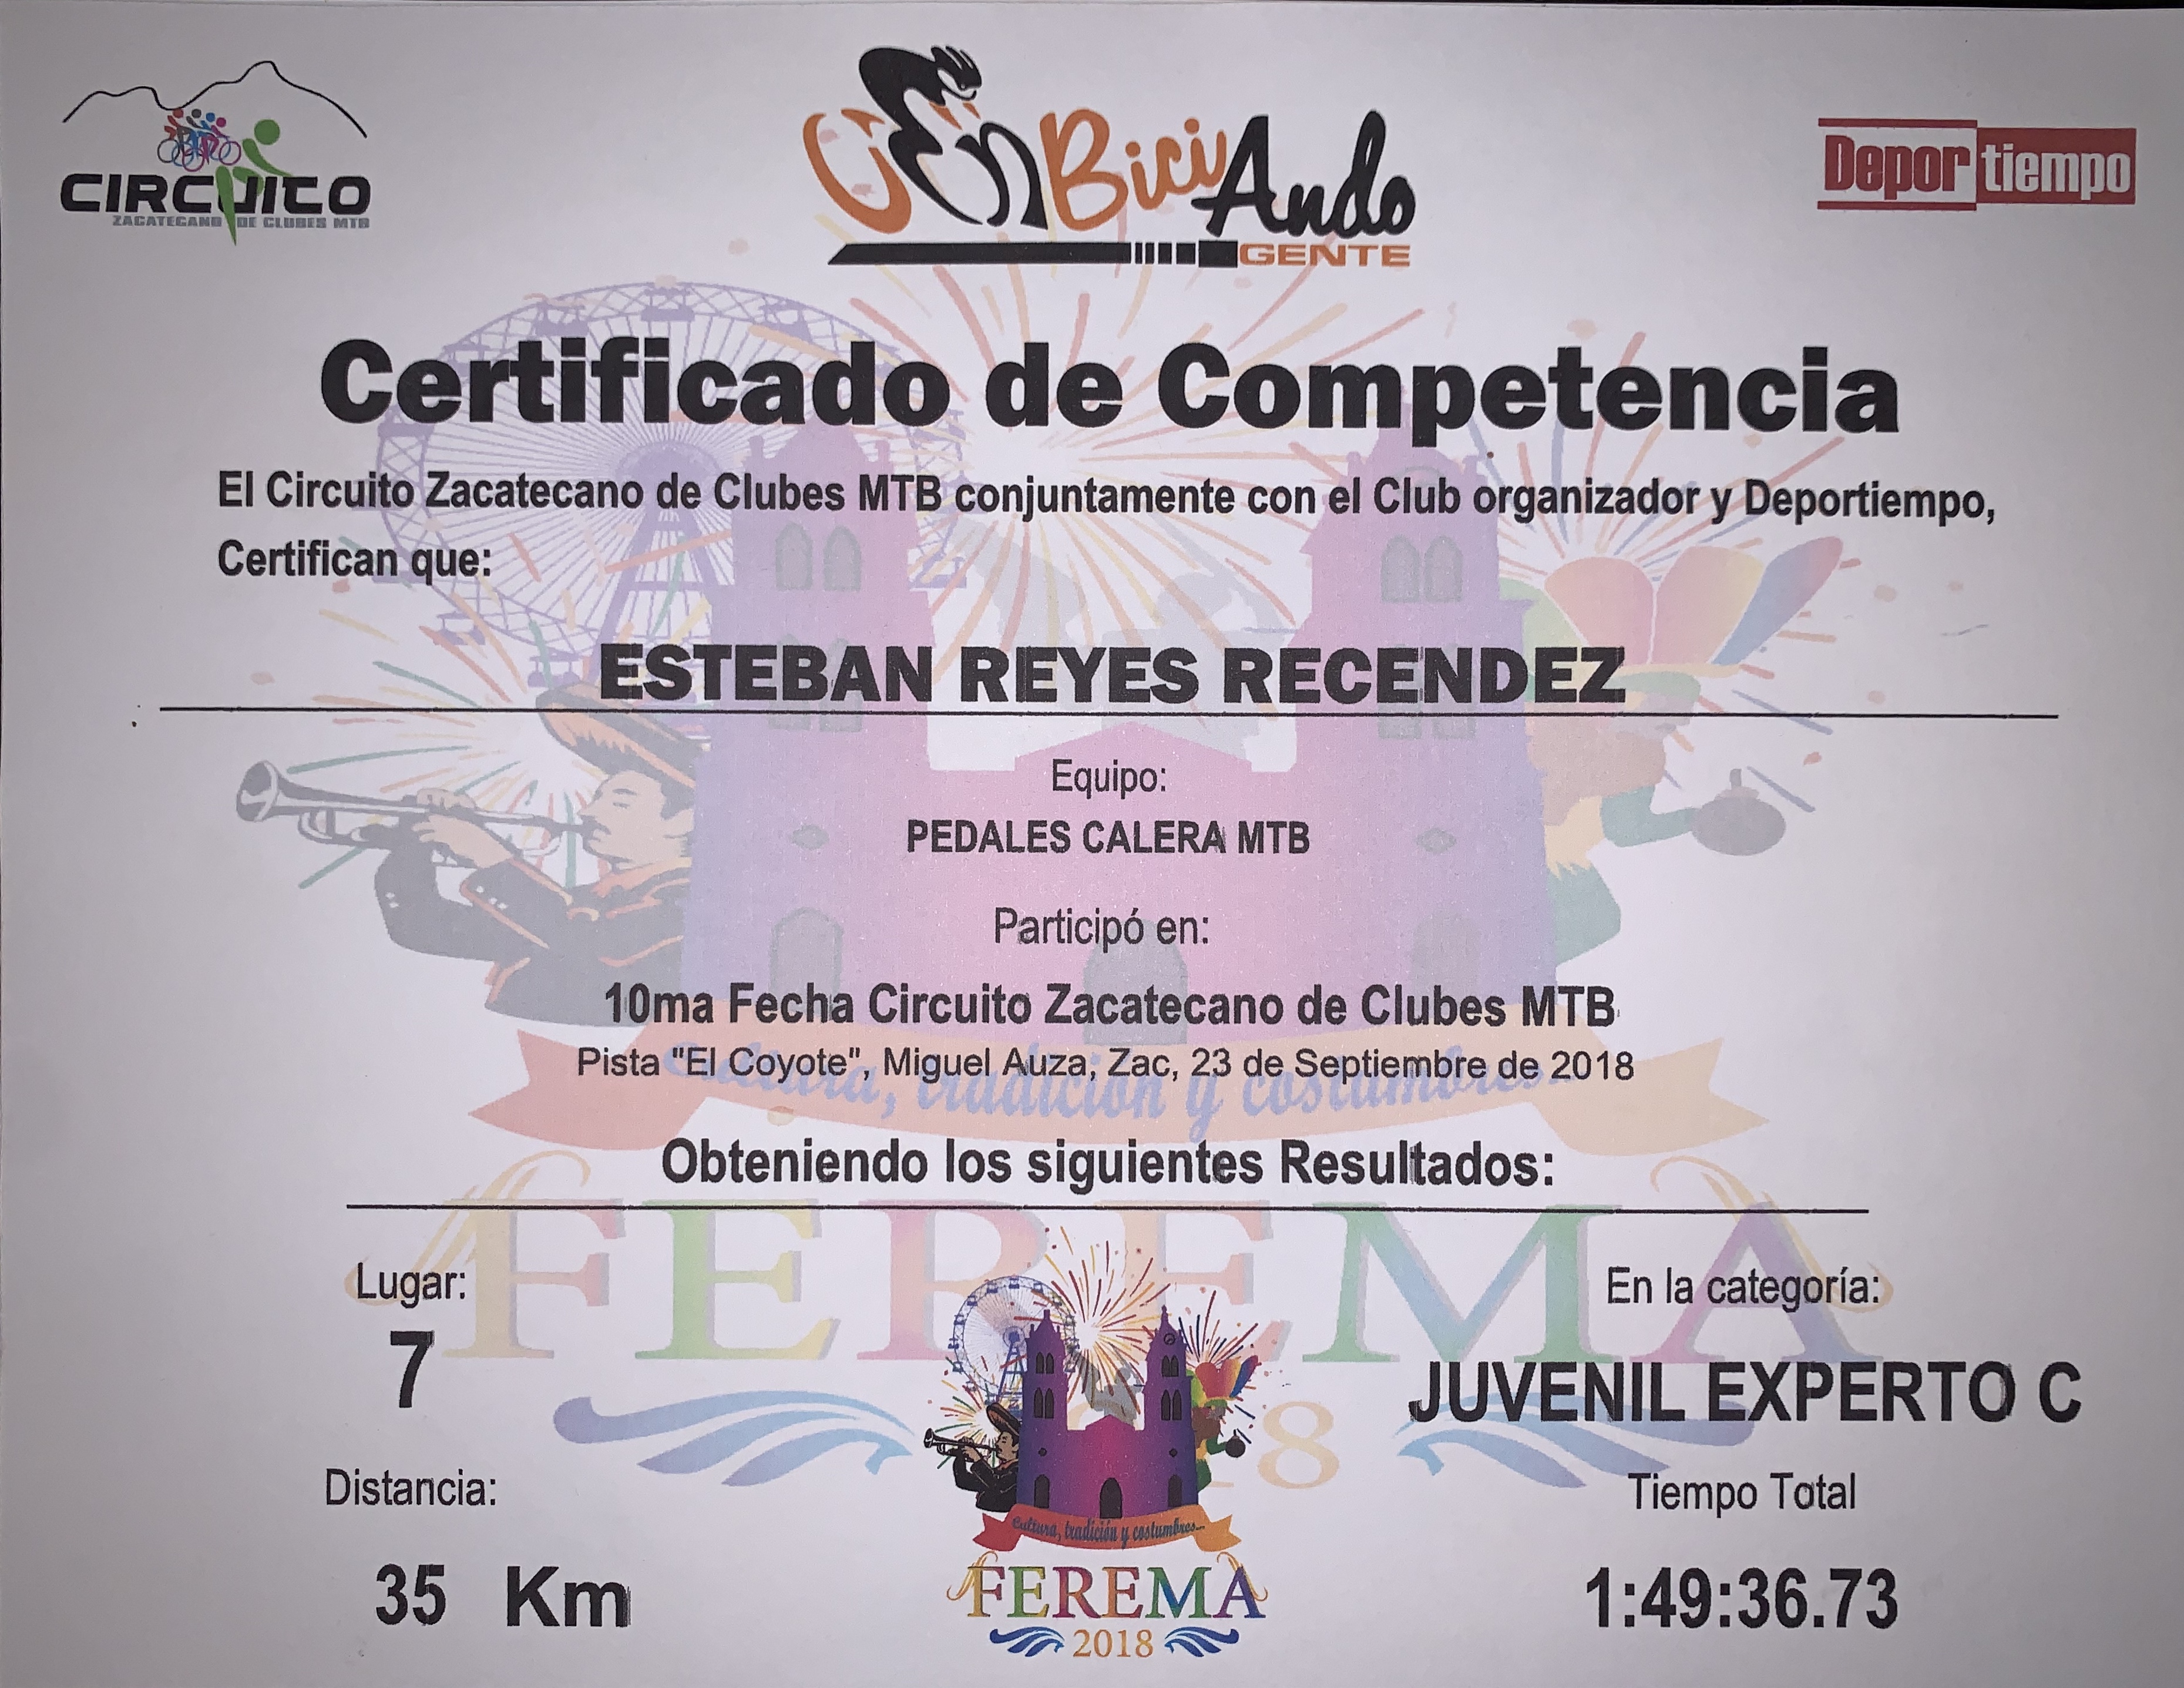 CIRCUITO
ZACATECANO DE CLUBES MTB
UEnBiciAndo
GENTE
Deportiempo
Certificado de Competencia
El Circuito Zacatecano de Clubes MTB conjuntamente con el Club organizador y Deportiempo,
Certifican que:
ESTEBAN REYES RECENDEZ
Equipo:
PEDALES CALERA MTB
Participó en:
10ma Fecha Circuito Zacatecano de Clubes MTB
Pista "El Coyote", Miguel Auza, Zac, 23 de Septiembre de 2018
Cultura, tradición y costumbres...
Obteniendo los siguientes Resultados:
FEREMA
8
Lugar:
7
En la categoría:
JUVENIL EXPERTO C
Distancia:
35 Km
Tiempo Total
1:49:36.73
Cultura, tradición y costumbres...
FEREMA
2018